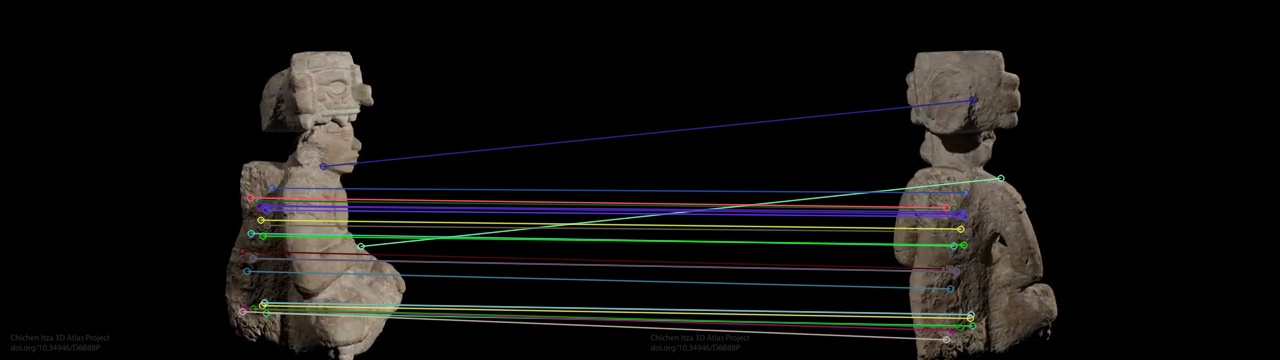 Chichen Itza 3D Atlas Project
doi.org/10.34946/D6B88P
Chichen Itza 3D Atlas Project
doi.org/10.34946/D6B88P